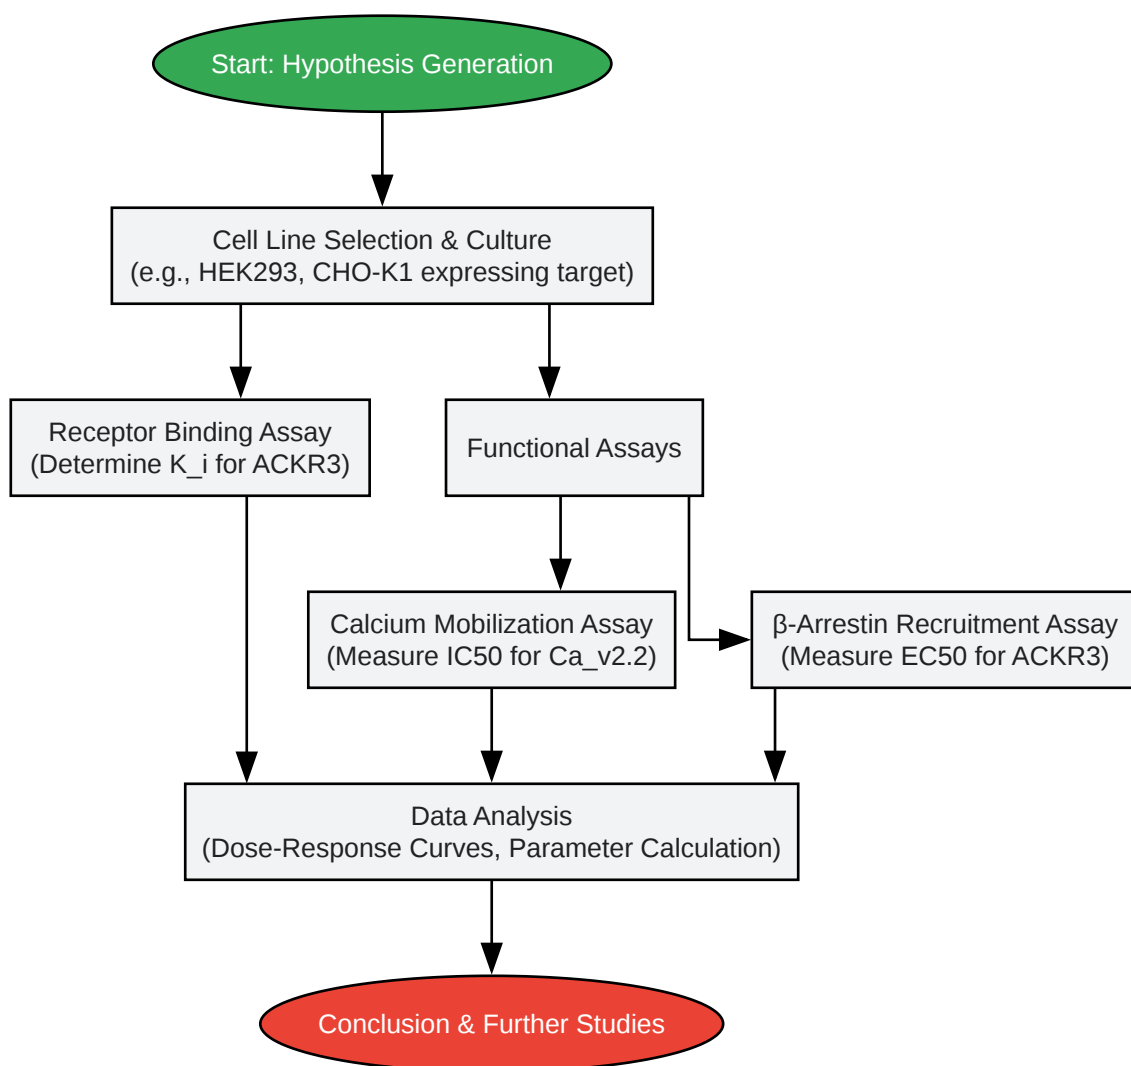 Start: Hypothesis Generation
Cell Line Selection & Culture
(e.g., HEK293, CHO-K1 expressing target)
Receptor Binding Assay
(Determine K_i for ACKR3)
Functional Assays
Calcium Mobilization Assay
(Measure IC50 for Ca_v2.2)
β-Arrestin Recruitment Assay
(Measure EC50 for ACKR3)
Data Analysis
(Dose-Response Curves, Parameter Calculation)
Conclusion & Further Studies